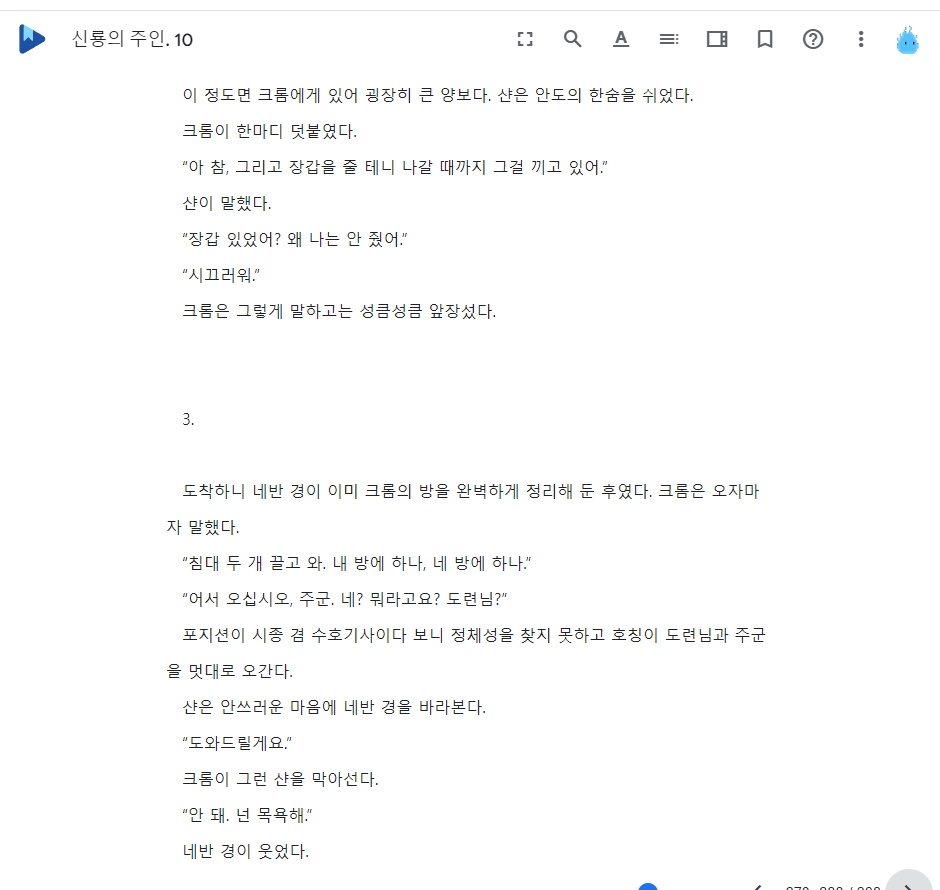 신룡의 주인. 10
이 정도면 크롬에게 있어 굉장히 큰 양보다. 샨은 안도의 한숨을 쉬었다.
크롬이 한마디 덧붙였다.
“아 참, 그리고 장갑을 줄 테니 나갈 때까지 그걸 끼고 있어.”
샨이 말했다.
“장갑 있었어? 왜 나는 안 줬어.”
“시끄러워.”
크롬은 그렇게 말하고는 성큼성큼 앞장섰다.
3.
도착하니 네반 경이 이미 크롬의 방을 완벽하게 정리해 둔 후였다. 크롬은 오자마
자 말했다.
“침대 두 개 끌고 와. 내 방에 하나, 네 방에 하나.”
“어서 오십시오, 주군. 네? 뭐라고요? 도련님?”
포지션이 시종 겸 수호기사이다 보니 정체성을 찾지 못하고 호칭이 도련님과 주군
을 멋대로 오간다.
샨은 안쓰러운 마음에 네반 경을 바라본다.
“도와드릴게요.”
크롬이 그런 샨을 막아선다.
“안 돼. 넌 목욕해.”
네반 경이 웃었다.